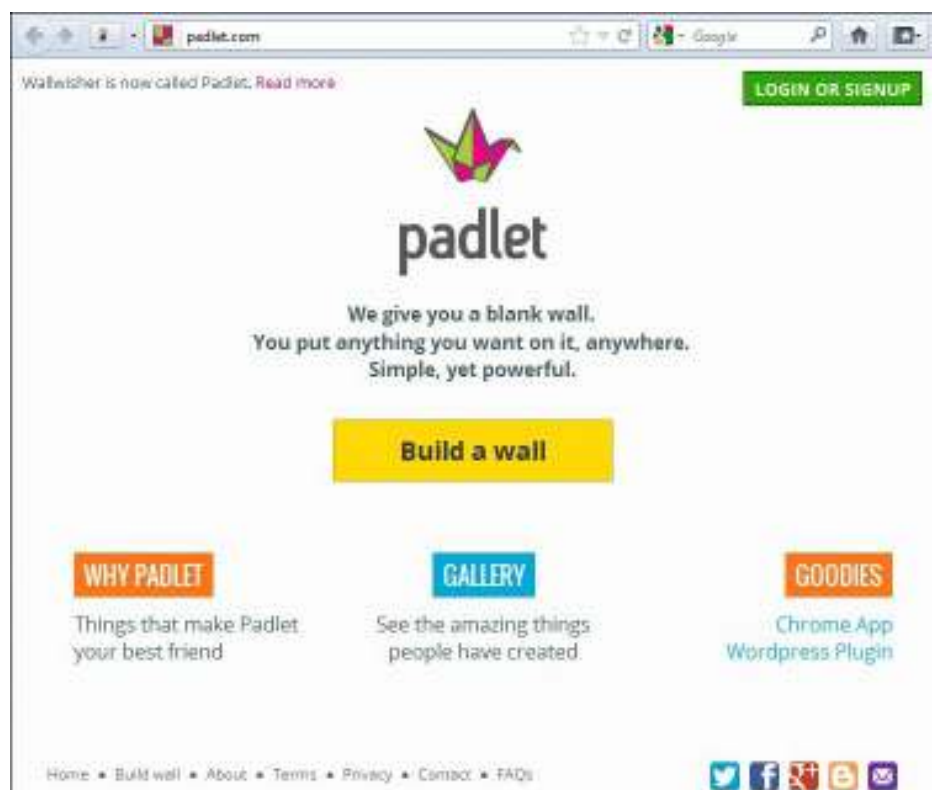 padlet.com
Google
Wallwisher is now called Padlet. Read more
LOGIN OR SIGNUP
padlet
We give you a blank wall.
You put anything you want on it, anywhere.
Simple, yet powerful.
Build a wall
WHY PADLET
Things that make Padlet
your best friend
GALLERY
See the amazing things
people have created
GOODIES
Chrome App
Wordpress Plugin
Home • Build wall • About • Terms • Privacy • Contact • FAQs